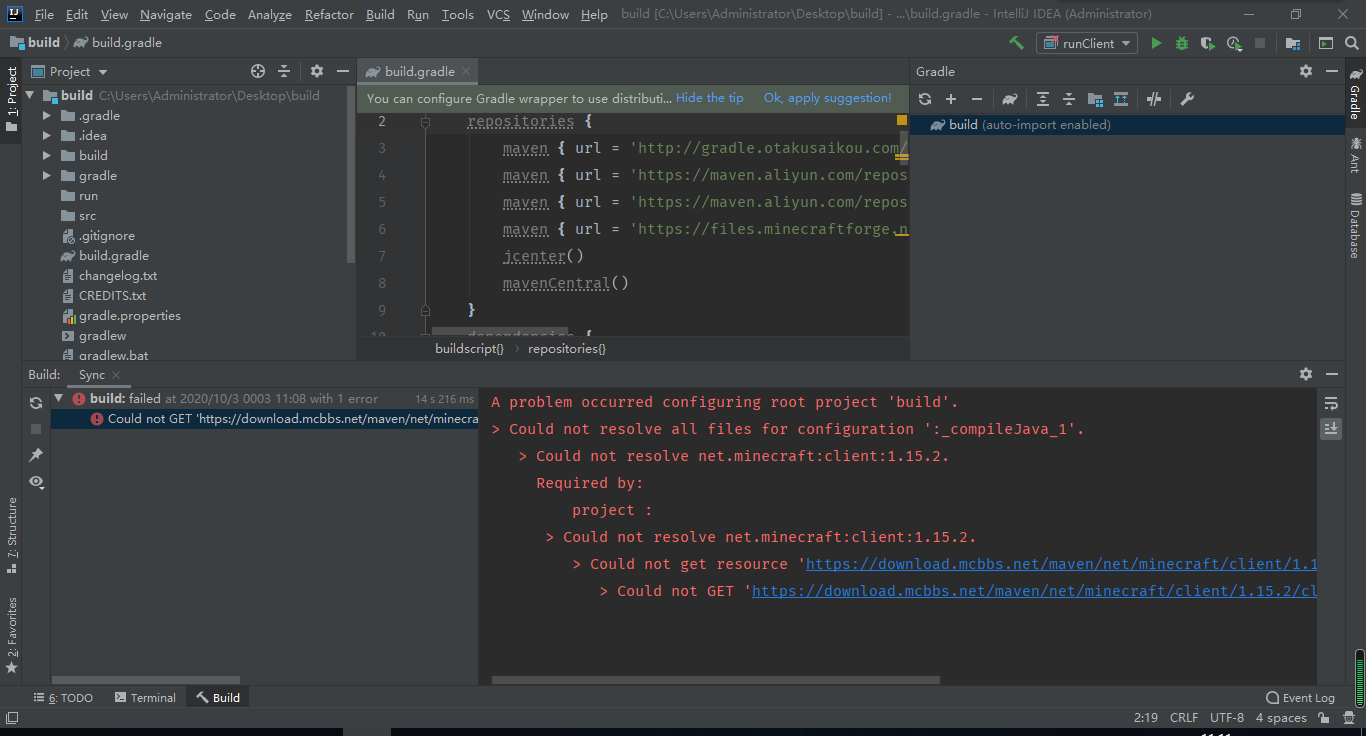 File Edit View Navigate Code Analyze Refactor Build Run Tools VCS Window Help build [C:\Users\Administrator\Desktop\build] - ...\build.gradle - IntelliJ IDEA (Administrator)
build build.gradle runClient
1: Project
Project
build.gradle
Gradle
build C:\Users\Administrator\Desktop\build
.gradle
.idea
build
gradle
run
src
.gitignore
build.gradle
changelog.txt
CREDITS.txt
gradle.properties
gradlew
gradlew.bat
You can configure Gradle wrapper to use distributi... Hide the tip Ok, apply suggestion!
2 repositories {
3 maven { url = 'http://gradle.otakusaikou.com/
4 maven { url = 'https://maven.aliyun.com/repos
5 maven { url = 'https://maven.aliyun.com/repos
6 maven { url = 'https://files.minecraftforge.n
7 jcenter()
8 mavenCentral()
9 }
10 dependencies {
buildscript{} repositories{}
build (auto-import enabled)
Gradle
Ant
Database
Build: Sync
build: failed at 2020/10/3 0003 11:08 with 1 error 14 s 216 ms
Could not GET 'https://download.mcbbs.net/maven/net/minecra
A problem occurred configuring root project 'build'.
> Could not resolve all files for configuration ':_compileJava_1'.
> Could not resolve net.minecraft:client:1.15.2.
Required by:
project :
> Could not resolve net.minecraft:client:1.15.2.
> Could not get resource 'https://download.mcbbs.net/maven/net/minecraft/client/1.1
> Could not GET 'https://download.mcbbs.net/maven/net/minecraft/client/1.15.2/cl
7: Structure
2: Favorites
6: TODO Terminal Build Event Log
2:19 CRLF UTF-8 4 spaces